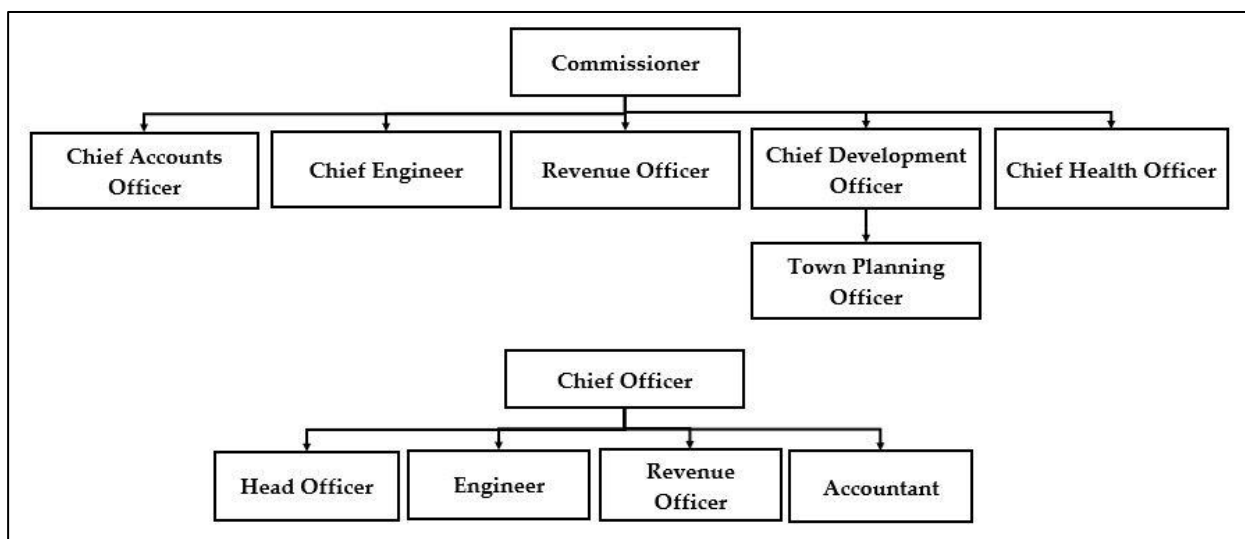 Commissioner
Chief Accounts
Officer
Chief Engineer
Revenue Officer
Chief Development
Officer
Chief Health Officer
Town Planning
Officer
Chief Officer
Head Officer
Engineer
Revenue
Officer
Accountant